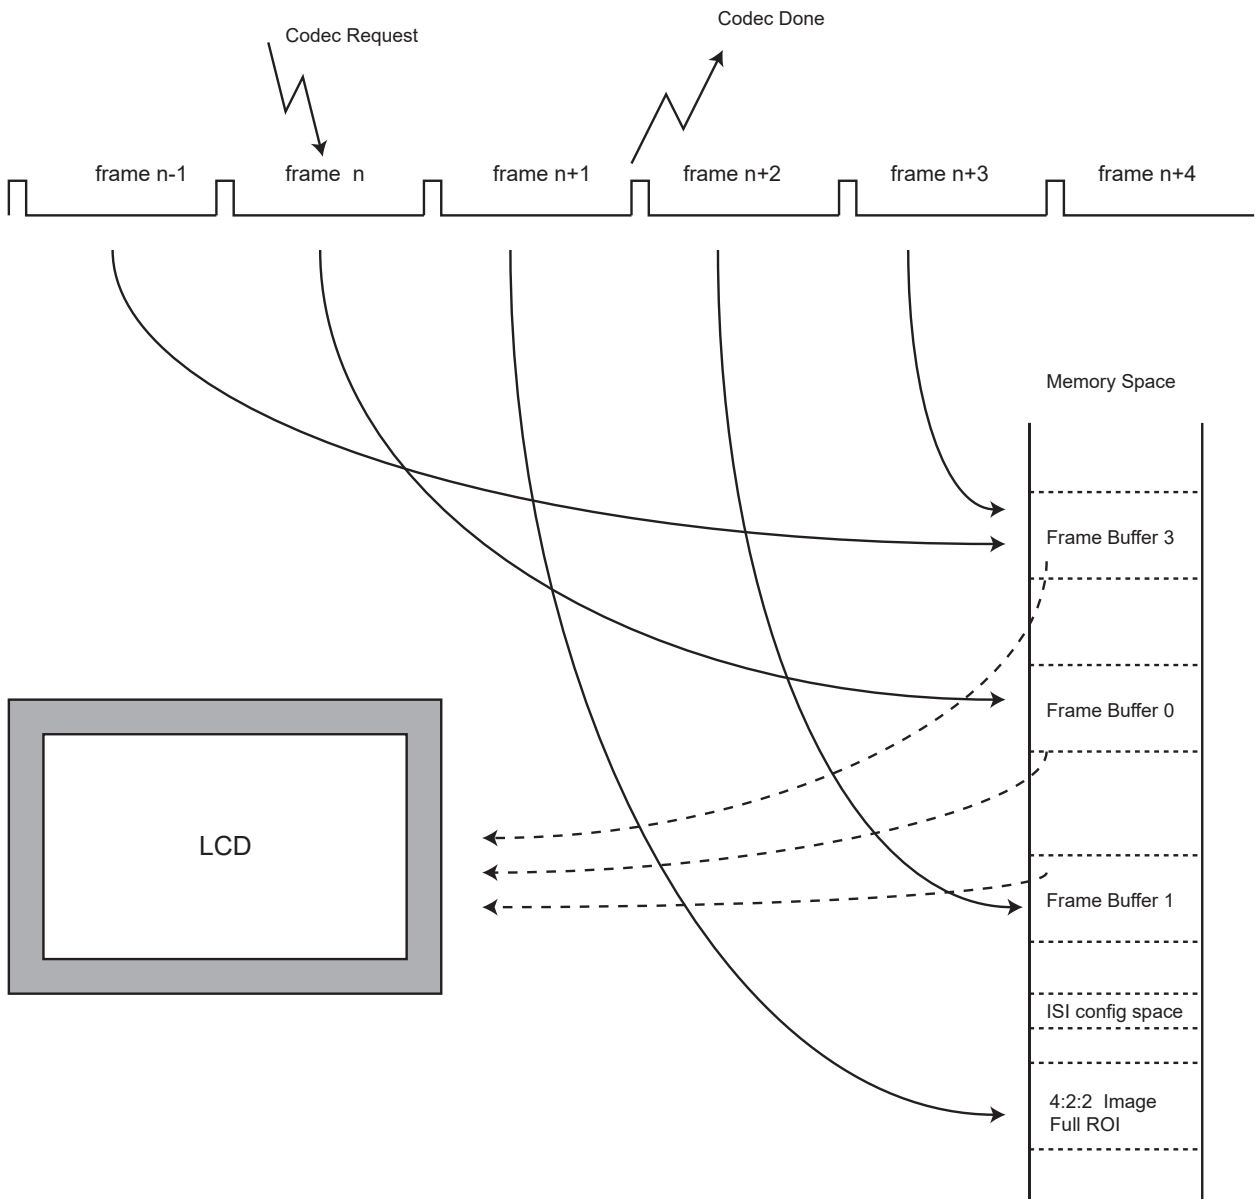 Codec Done
Codec Request
frame n-1
frame n
frame n+1
frame n+2
frame n+3
frame n+4
Memory Space
Frame Buffer 3
Frame Buffer 0
LCD
Frame Buffer 1
ISI config space
4:2:2 Image
Full ROI